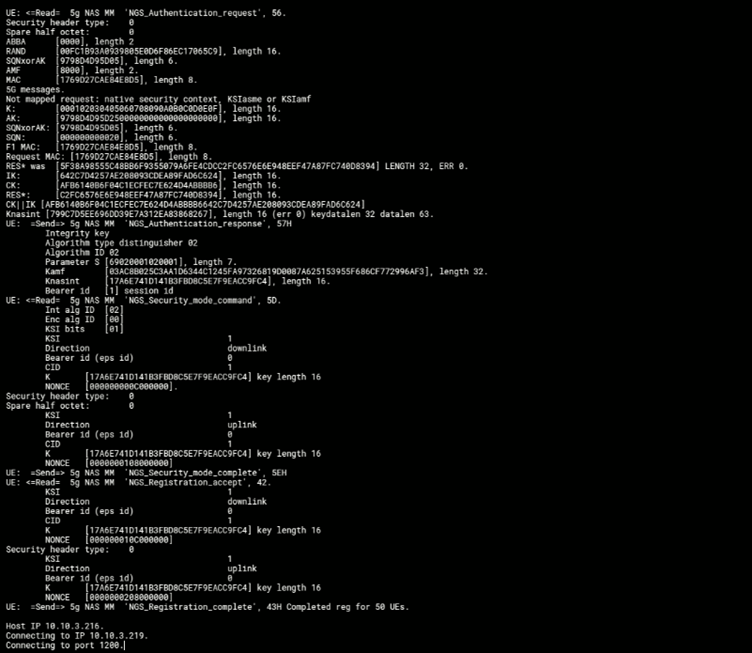 UE: <=Read= 5g NAS MM 'NGS_Authentication_request', 56.
Security header type: 0
Spare half octet: 0
ABBA [0000], length 2
RAND [00FC1B93A0939805E0D6F86EC17065C9], length 16.
SQNxorAK [9798D4D95D05], length 6.
AMF [8000], length 2.
MAC [1769D27CAE84E8D5], length 8.
5G messages.
Not mapped request: native security context, KSIasme or KSIamf
K: [000102030405060708090A0B0C0D0E0F], length 16.
AK: [9798D4D95D2500000000000000000000], length 16.
SQNxorAK: [9798D4D95D05], length 6.
SQN: [000000000020], length 6.
F1 MAC: [1769D27CAE84E8D5], length 8.
Request MAC: [1769D27CAE84E8D5], length 8.
RES* was [5F38A98555C48BB6F9355079A6FE4CDCC2FC6576E6E948EEF47A87FC740D8394] LENGTH 32, ERR 0.
IK: [642C7D4257AE208093CDEA89FAD6C624], length 16.
CK: [AFB6140B6F04C1ECFEC7E624D4ABBBB6], length 16.
RES*: [C2FC6576E6E948EEF47A87FC740D8394], length 16.
CK||IK [AFB6140B6F04C1ECFEC7E624D4ABBBB6642C7D4257AE208093CDEA89FAD6C624]
Knasint [799C7D5EE696DD39E7A312EA83868267], length 16 (err 0) keydatalen 32 datalen 63.
UE: =Send=> 5g NAS MM 'NGS_Authentication_response', 57H
Integrity key
Algorithm type distinguisher 02
Algorithm ID 02
Parameter S [69020001020001], length 7.
Kamf [03AC8B025C3AA1D6344C1245FA97326819D0087A625153955F686CF772996AF3], length 32.
Knasint [17A6E741D141B3FBD8C5E7F9EACC9FC4], length 16.
Bearer id [1] session id
UE: <=Read= 5g NAS MM 'NGS_Security_mode_command', 5D.
Int alg ID [02]
Enc alg ID [00]
KSI bits [01]
KSI 1
Direction downlink
Bearer id (eps id) 0
CID 1
K [17A6E741D141B3FBD8C5E7F9EACC9FC4] key length 16
NONCE [000000000C000000].
Security header type: 0
Spare half octet: 0
KSI 1
Direction uplink
Bearer id (eps id) 0
CID 1
K [17A6E741D141B3FBD8C5E7F9EACC9FC4] key length 16
NONCE [0000000108000000]
UE: =Send=> 5g NAS MM 'NGS_Security_mode_complete', 5EH
UE: <=Read= 5g NAS MM 'NGS_Registration_accept', 42.
KSI 1
Direction downlink
Bearer id (eps id) 0
CID 1
K [17A6E741D141B3FBD8C5E7F9EACC9FC4] key length 16
NONCE [000000010C000000]
Security header type: 0
KSI 1
Direction uplink
Bearer id (eps id) 0
K [17A6E741D141B3FBD8C5E7F9EACC9FC4] key length 16
NONCE [0000000208000000]
UE: =Send=> 5g NAS MM 'NGS_Registration_complete', 43H Completed reg for 50 UEs.
Host IP 10.10.3.216.
Connecting to IP 10.10.3.219.
Connecting to port 1200.